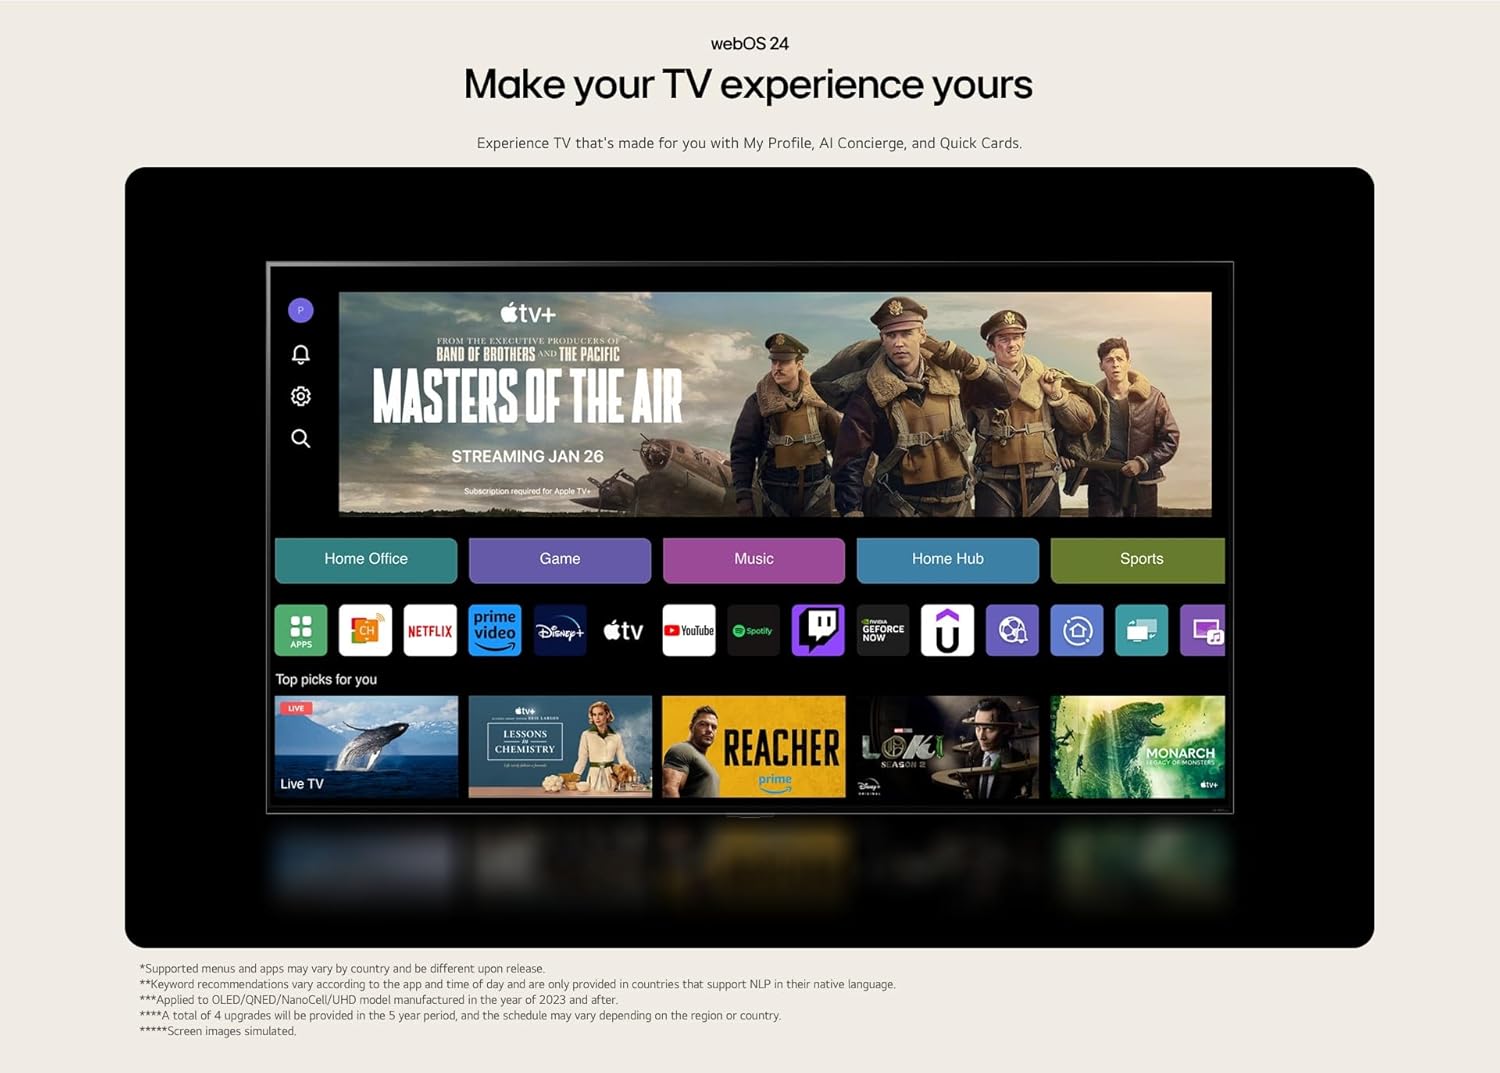 webOS 24
Make your TV experience yours
Experience TV that's made for you with My Profile, AI Concierge, and Quick Cards.
P
tv+
FROM THE EXECUTIVE PRODUCERS OF
BAND OF BROTHERS AND THE PACIFIC
MASTERS OF THE AIR
STREAMING JAN 26
Subscription required for Apple TV+
Home Office
Game
Music
Home Hub
Sports
APPS
CH
NETFLIX
prime video
Disney+
tv
YouTube
Spotify
NVIDIA GEFORCE NOW
Top picks for you
LIVE
Live TV
tv+
LESSONS
IN
CHEMISTRY
REACHER
prime
LOKI
SEASON 2
Disney+
ORIGINAL
MONARCH
LEGACY OF MONSTERS
tv+
*Supported menus and apps may vary by country and be different upon release.
**Keyword recommendations vary according to the app and time of day and are only provided in countries that support NLP in their native language.
***Applied to OLED/QNED/NanoCell/UHD model manufactured in the year of 2023 and after.
****A total of 4 upgrades will be provided in the 5 year period, and the schedule may vary depending on the region or country.
*****Screen images simulated.